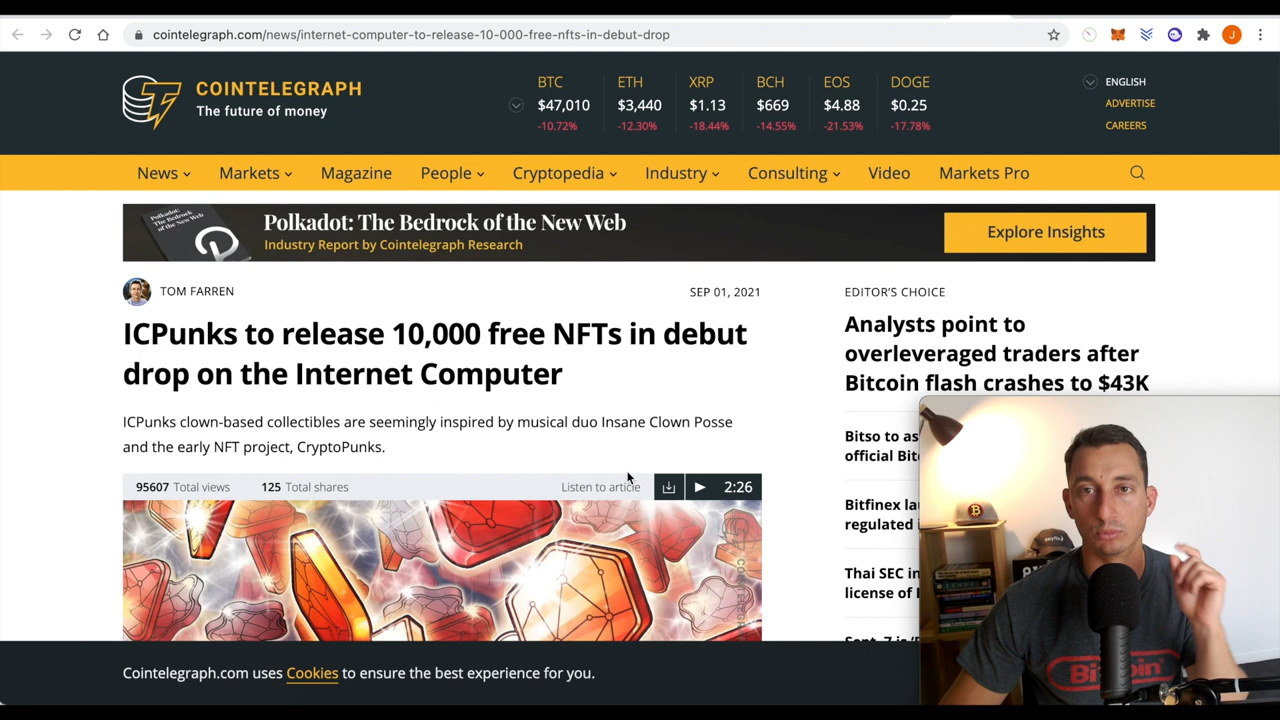 cointelegraph.com/news/internet-computer-to-release-10-000-free-nfts-in-debut-drop
J
COINTELEGRAPH
The future of money
BTC ETH XRP BCH EOS DOGE
$47,010 $3,440 $1.13 $669 $4.88 $0.25
-10.72% -12.30% -18.44% -14.55% -21.53% -17.78%
ENGLISH
ADVERTISE
CAREERS
News Markets Magazine People Cryptopedia Industry Consulting Video Markets Pro
Polkadot: The Bedrock of the New Web
Industry Report by Cointelegraph Research
Explore Insights
TOM FARREN
SEP 01, 2021
ICPunks to release 10,000 free NFTs in debut
drop on the Internet Computer
ICPunks clown-based collectibles are seemingly inspired by musical duo Insane Clown Posse
and the early NFT project, CryptoPunks.
95607 Total views 125 Total shares Listen to article 2:26
EDITOR'S CHOICE
Analysts point to
overleveraged traders after
Bitcoin flash crashes to $43K
Bitso to as
official Bit
Bitfinex lau
regulated
Thai SEC in
license of
Sept. 7 is
Bitcoin
Cointelegraph.com uses Cookies to ensure the best experience for you.